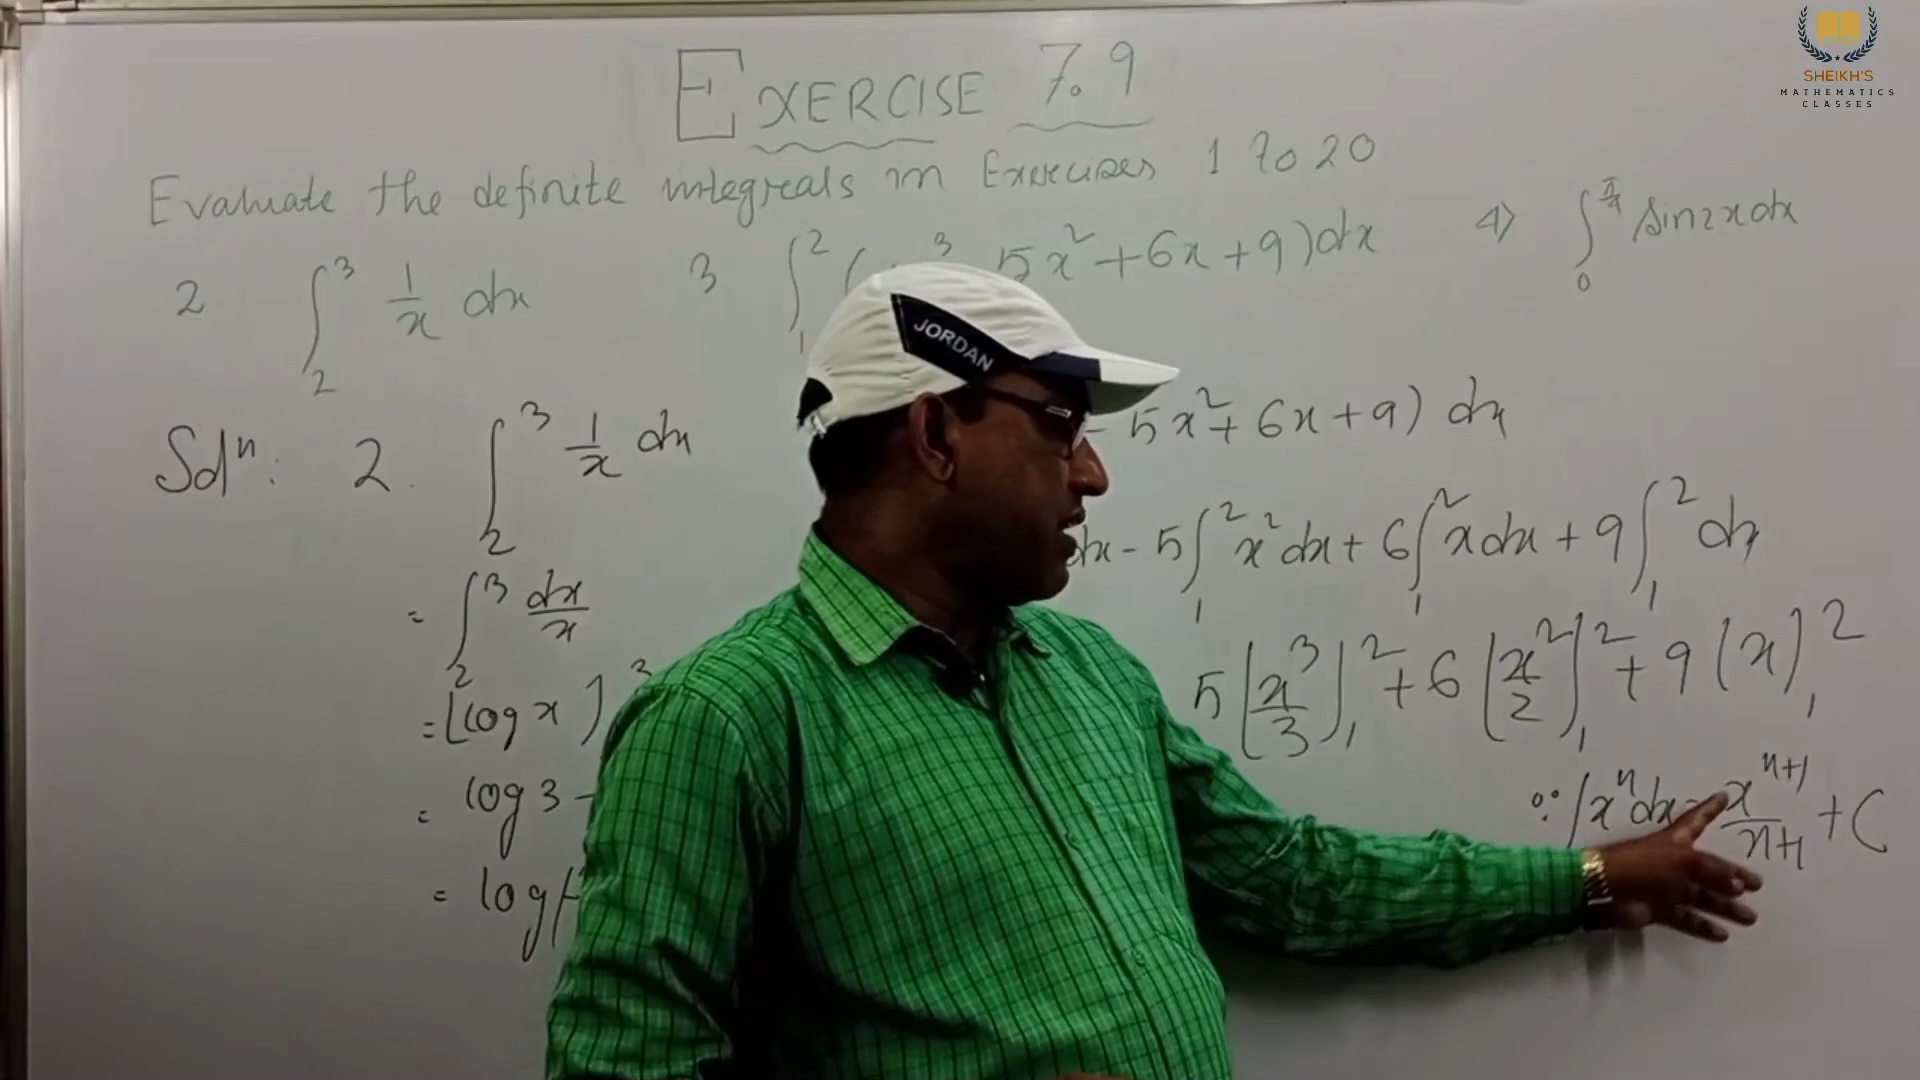 SHEIKH'S
MATHEMATICS
CLASSES
EXERCISE 7.9
Evaluate the definite integrals in Exercises 1 To 20
2 ∫₂³ 1/x dx 3 ∫₁² ( ³ 5x²+6x+9)dx 4) ∫₀^(π/4) sin2x dx
JORDAN
Solⁿ: 2. ∫₂³ 1/x dx
- 5x²+6x+9) dx
= ∫₂³ dx/x
dx - 5∫₁² x² dx + 6∫₁² x dx + 9∫₁² dx
= [log x]³
5[x³/3]₁² + 6[x²/2]₁² + 9(x)₁²
= log 3 -
∵ ∫xⁿdx = xⁿ⁺¹/n+1 + C
= log